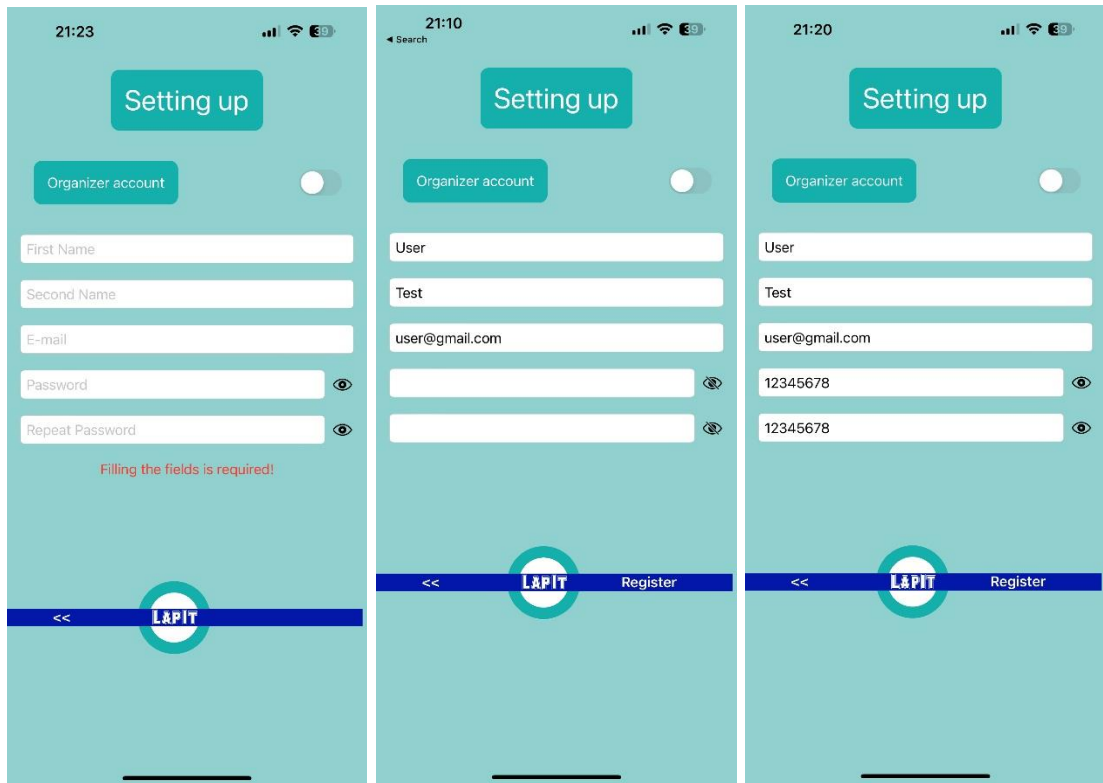 21:23
39
Setting up
Organizer account
First Name
Second Name
E-mail
Password
Repeat Password
Filling the fields is required!
<< LAPIT
21:10
39
◀ Search
Setting up
Organizer account
User
Test
user@gmail.com
<< LAPIT Register
21:20
39
Setting up
Organizer account
User
Test
user@gmail.com
12345678
12345678
<< LAPIT Register